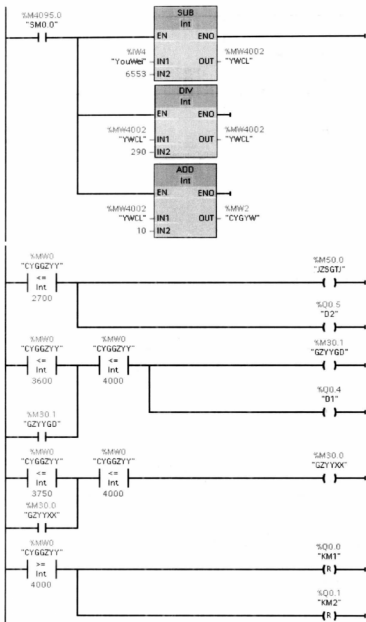 %M4095.0
"SM0.0"
SUB
Int
EN ENO
%IW4
"YouWei" IN1 OUT %MW4002 "YWCL"
6553 IN2
DIV
Int
EN ENO
%MW4002
"YWCL" IN1 OUT %MW4002 "YWCL"
290 IN2
ADD
Int
EN ENO
%MW4002
"YWCL" IN1 OUT %MW2 "CYGYW"
10 IN2
%MW0 %M50.0
"CYGGZYY" "JZSGTJ"
<=
Int
2700
%Q0.5
"D2"
%MW0 %MW0 %M30.1
"CYGGZYY" "CYGGZYY" "GZYYGD"
<= <=
Int Int
3600 4000
%Q0.4
"D1"
%M30.1
"GZYYGD"
%MW0 %MW0 %M30.0
"CYGGZYY" "CYGGZYY" "GZYYXX"
<= <=
Int Int
3750 4000
%M30.0
"GZYYXX"
%MW0 %Q0.0
"CYGGZYY" "KM1"
>= R
Int
4000
%Q0.1
"KM2"
R